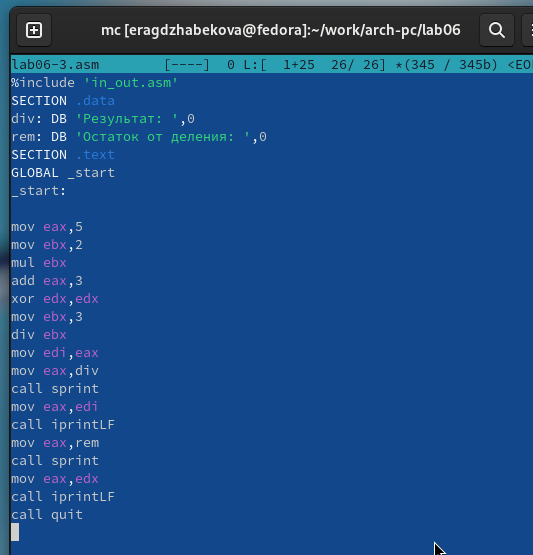 mc [eragdzhabekova@fedora]:~/work/arch-pc/lab06
lab06-3.asm [----] 0 L:[ 1+25 26/ 26] *(345 / 345b) <EO
%include 'in_out.asm'
SECTION .data
div: DB 'Результат: ',0
rem: DB 'Остаток от деления: ',0
SECTION .text
GLOBAL _start
_start:

mov eax,5
mov ebx,2
mul ebx
add eax,3
xor edx,edx
mov ebx,3
div ebx
mov edi,eax
mov eax,div
call sprint
mov eax,edi
call iprintLF
mov eax,rem
call sprint
mov eax,edx
call iprintLF
call quit